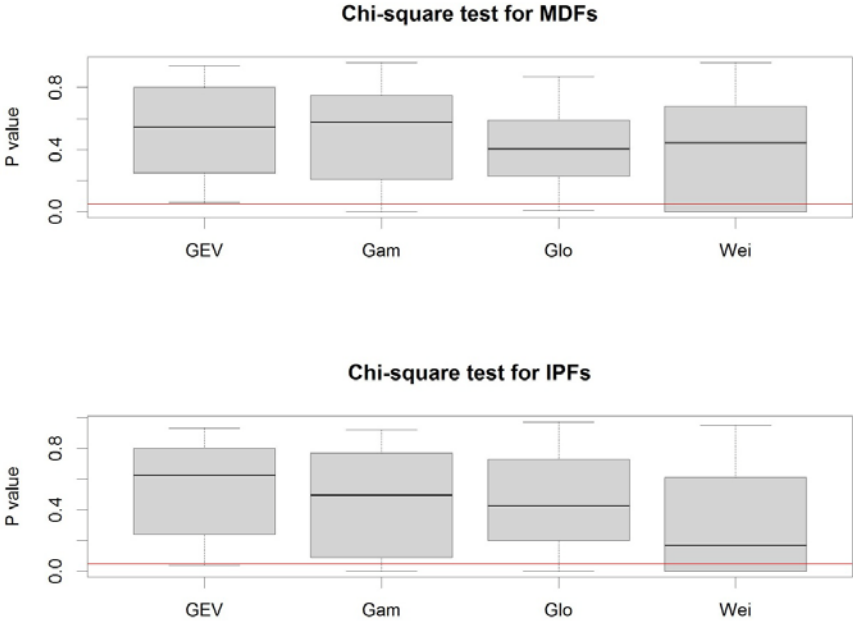 Chi-square test for MDFs
P value
0.8
0.4
0.0
GEV Gam Glo Wei
Chi-square test for IPFs
P value
0.8
0.4
0.0
GEV Gam Glo Wei